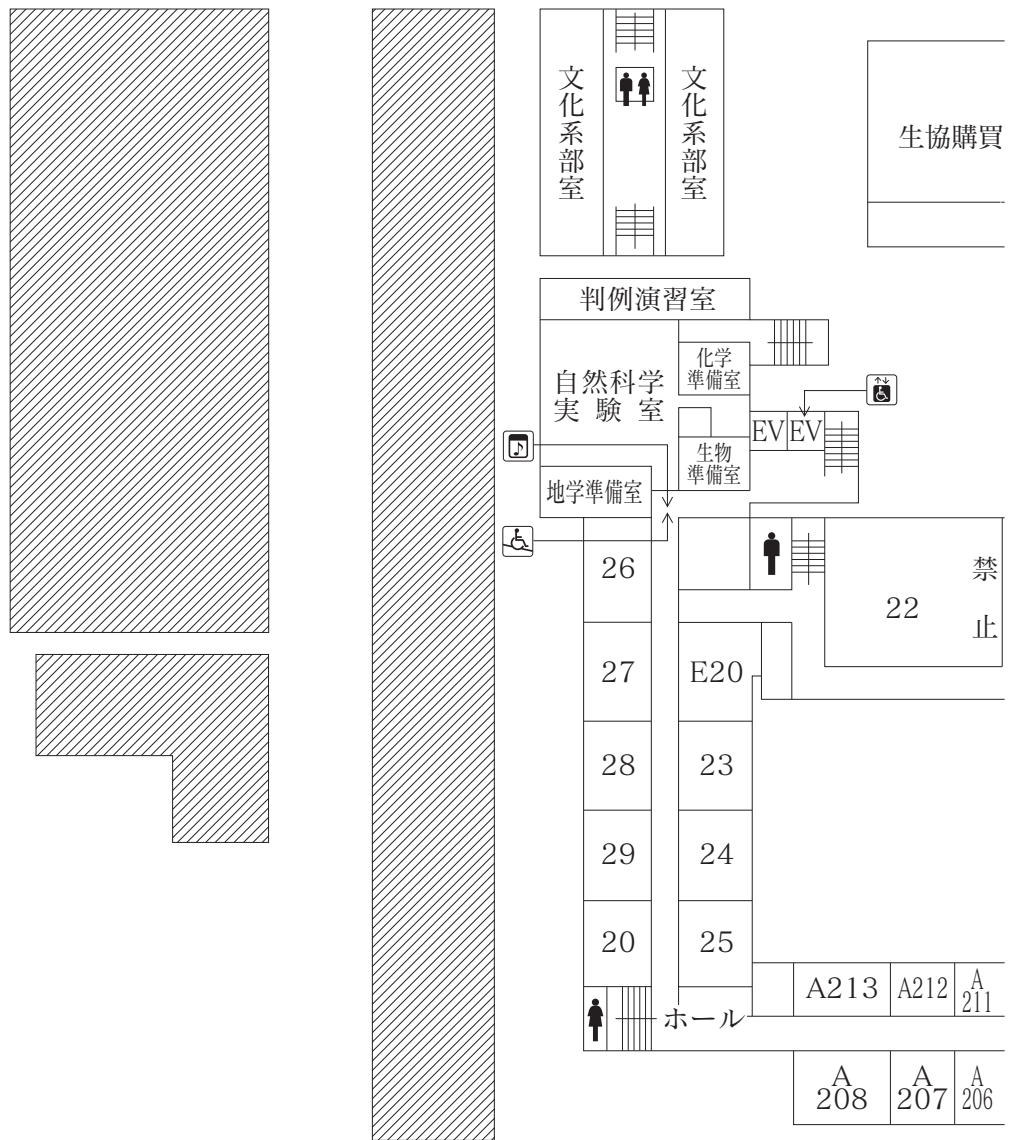 文化系部室
文化系部室
生協購買
判例演習室
化学
準備室
自然科学
実験室
EV
EV
生物
準備室
地学準備室
26
22
禁
止
27
E20
28
23
29
24
20
25
A213
A212
A
211
ホール
A
208
A
207
A
206